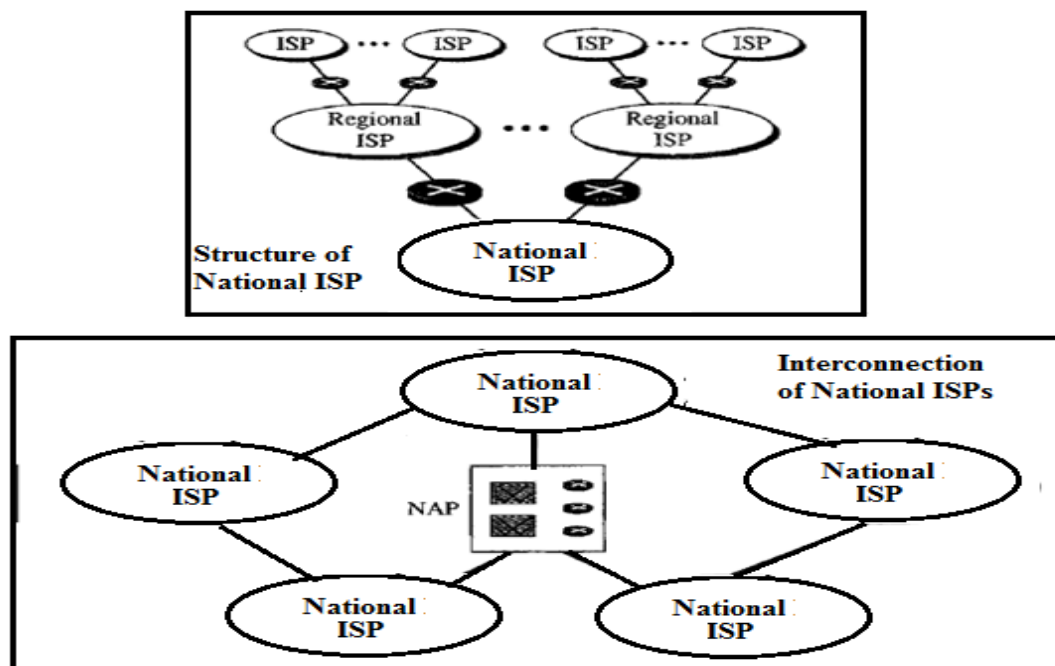 ISP ••• ISP ISP ••• ISP
Regional ISP ••• Regional ISP
National ISP
Structure of
National ISP
National ISP
Interconnection
of National ISPs
National ISP
National ISP
NAP
National ISP
National ISP